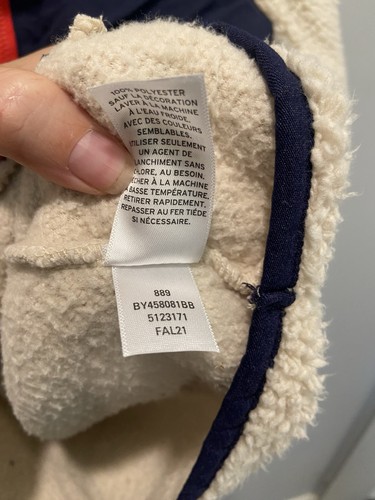 100% POLYESTER
SAUF LA DÉCORATION
LAVER À LA MACHINE
À L'EAU FROIDE,
AVEC DES COULEURS
SEMBLABLES.
UTILISER SEULEMENT
UN AGENT DE
BLANCHIMENT SANS
CHLORE, AU BESOIN.
SÉCHER À LA MACHINE
À BASSE TEMPÉRATURE.
RETIRER RAPIDEMENT.
REPASSER AU FER TIÈDE
SI NÉCESSAIRE.
889
BY458081BB
5123171
FAL21